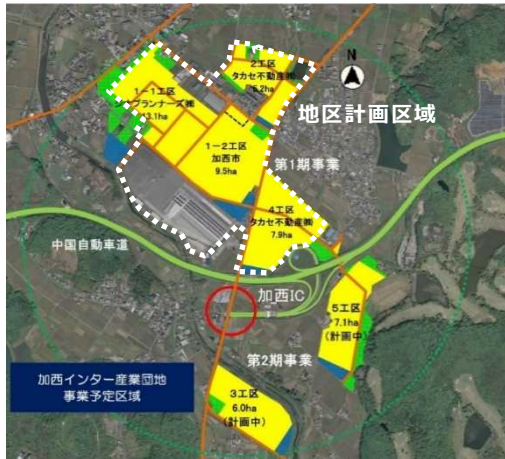 N
2工区
タカセ不動産㈱
5.2ha
1ー1工区
プランナーズ㈱
3.1ha
地区計画区域
1ー2工区
加西市
9.5ha
第1期事業
4工区
タカセ不動産㈱
7.9ha
中国自動車道
加西IC
5工区
7.1ha
(計画中)
第2期事業
加西インター産業団地
事業予定区域
3工区
6.0ha
(計画中)